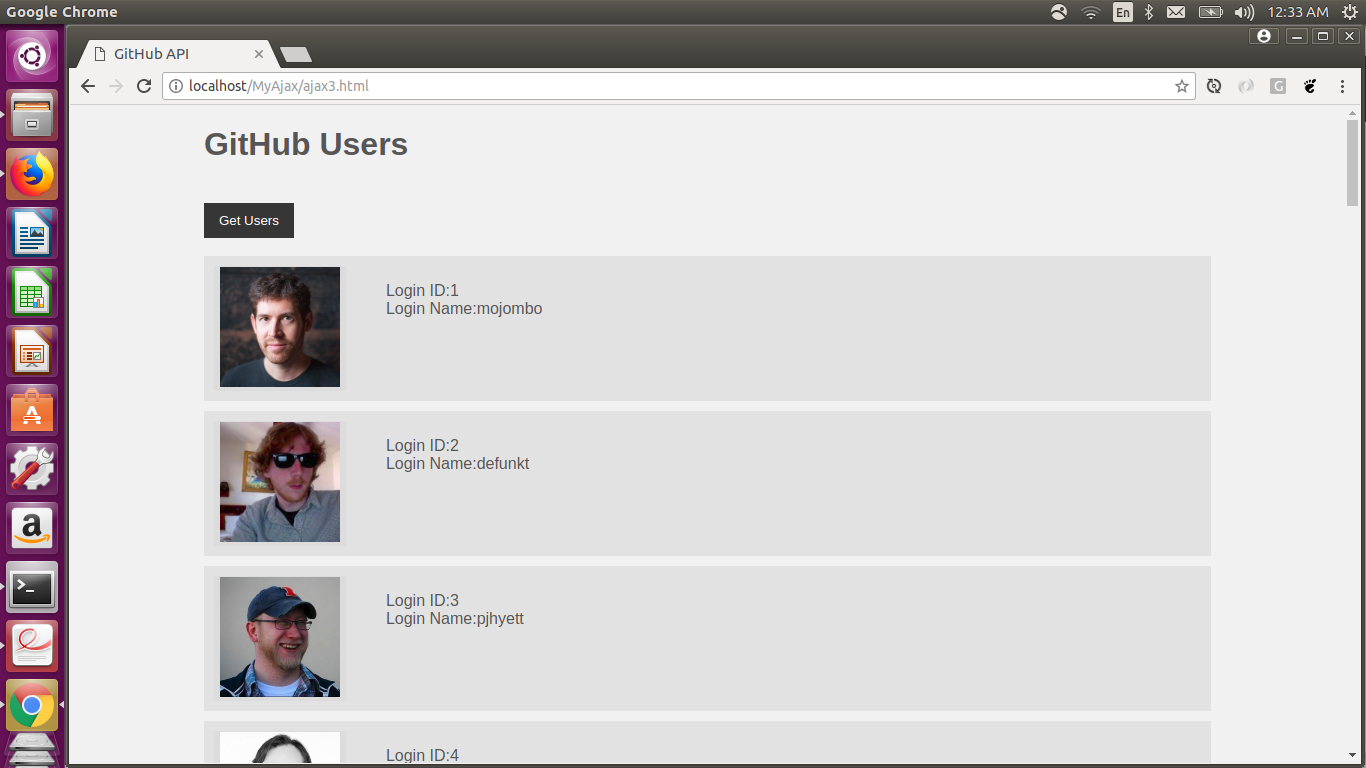 Google Chrome
En
12:33 AM
GitHub API
localhost/MyAjax/ajax3.html
GitHub Users
Get Users
Login ID:1
Login Name:mojombo
Login ID:2
Login Name:defunkt
Login ID:3
Login Name:pjhyett
Login ID:4